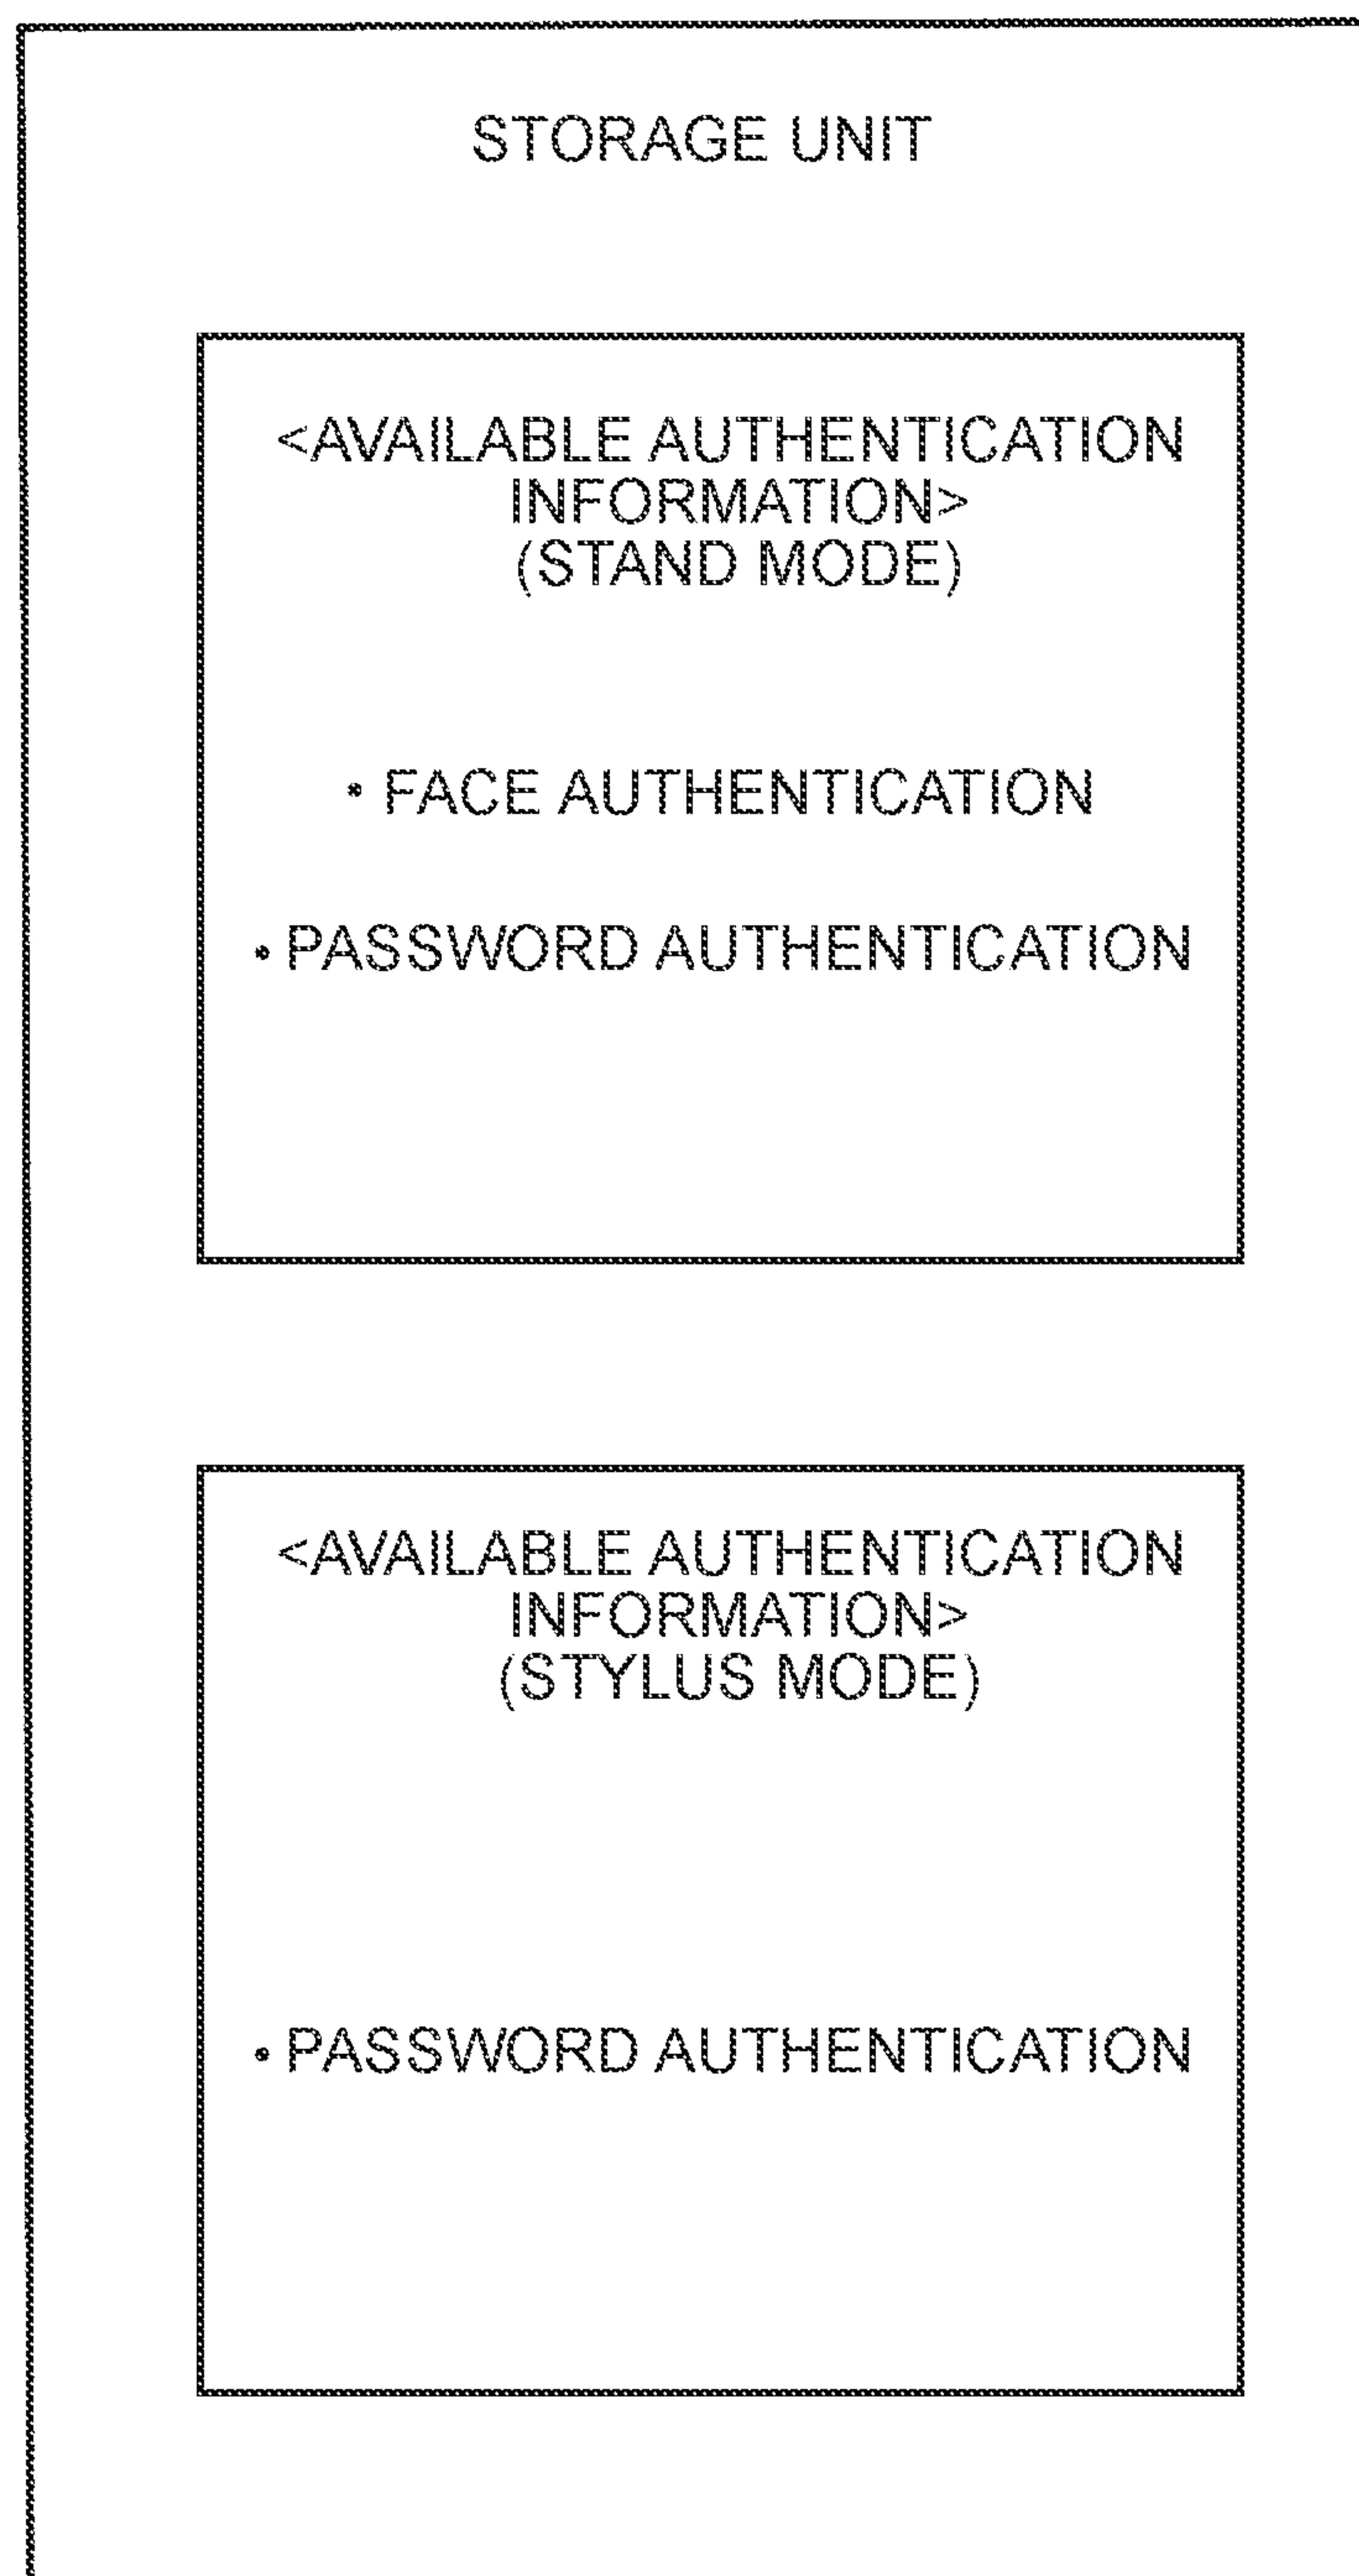 STORAGE UNIT
<AVAILABLE AUTHENTICATION
INFORMATION>
(STAND MODE)
• FACE AUTHENTICATION
• PASSWORD AUTHENTICATION
<AVAILABLE AUTHENTICATION
INFORMATION>
(STYLUS MODE)
• PASSWORD AUTHENTICATION